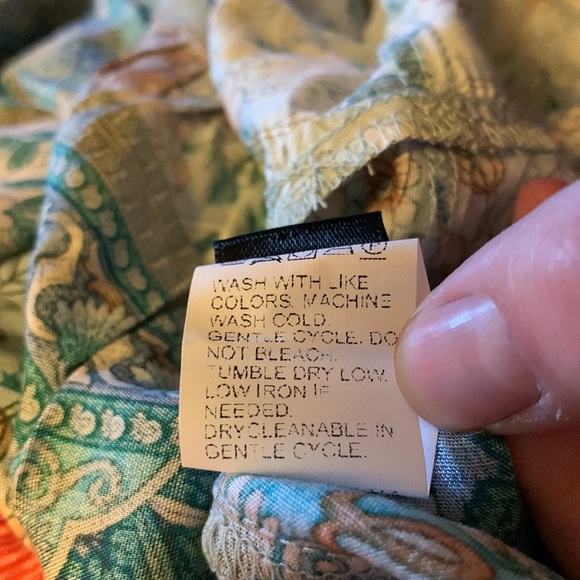 WASH WITH LIKE
COLORS. MACHINE
WASH COLD.
GENTLE CYCLE. DO
NOT BLEACH.
TUMBLE DRY LOW.
LOW IRON IF
NEEDED.
DRYCLEANABLE IN
GENTLE CYCLE.